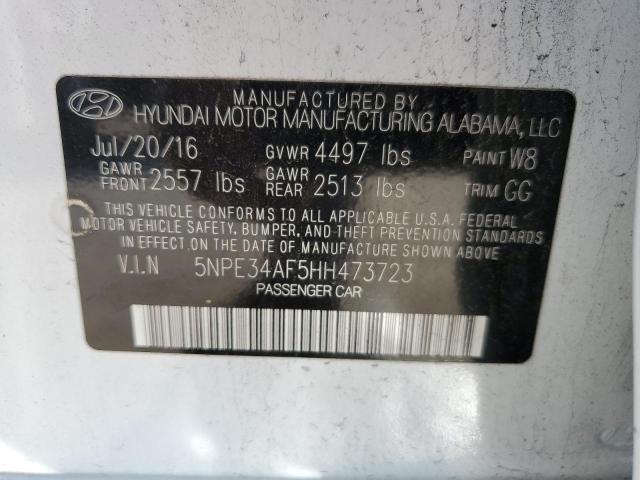 MANUFACTURED BY
HYUNDAI MOTOR MANUFACTURING ALABAMA, LLC
Jul/20/16 GVWR 4497 lbs PAINT W8
GAWR FRONT 2557 lbs GAWR REAR 2513 lbs TRIM GG
THIS VEHICLE CONFORMS TO ALL APPLICABLE U.S.A. FEDERAL
MOTOR VEHICLE SAFETY, BUMPER, AND THEFT PREVENTION STANDARDS
IN EFFECT ON THE DATE OF MANUFACTURE SHOWN ABOVE.
V.I.N 5NPE34AF5HH473723
PASSENGER CAR